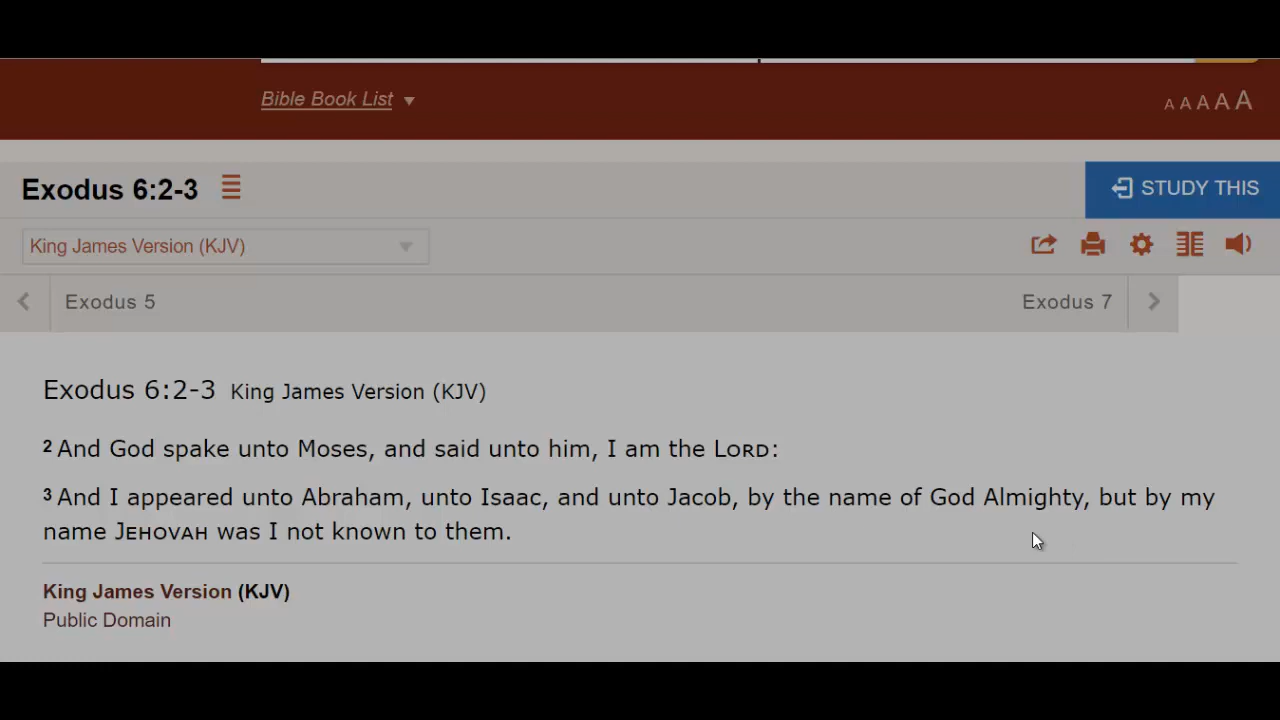 Bible Book List
A A A A A
Exodus 6:2-3
STUDY THIS
King James Version (KJV)
Exodus 5
Exodus 7
Exodus 6:2-3 King James Version (KJV)
2 And God spake unto Moses, and said unto him, I am the LORD:
3 And I appeared unto Abraham, unto Isaac, and unto Jacob, by the name of God Almighty, but by my
name JEHOVAH was I not known to them.
King James Version (KJV)
Public Domain